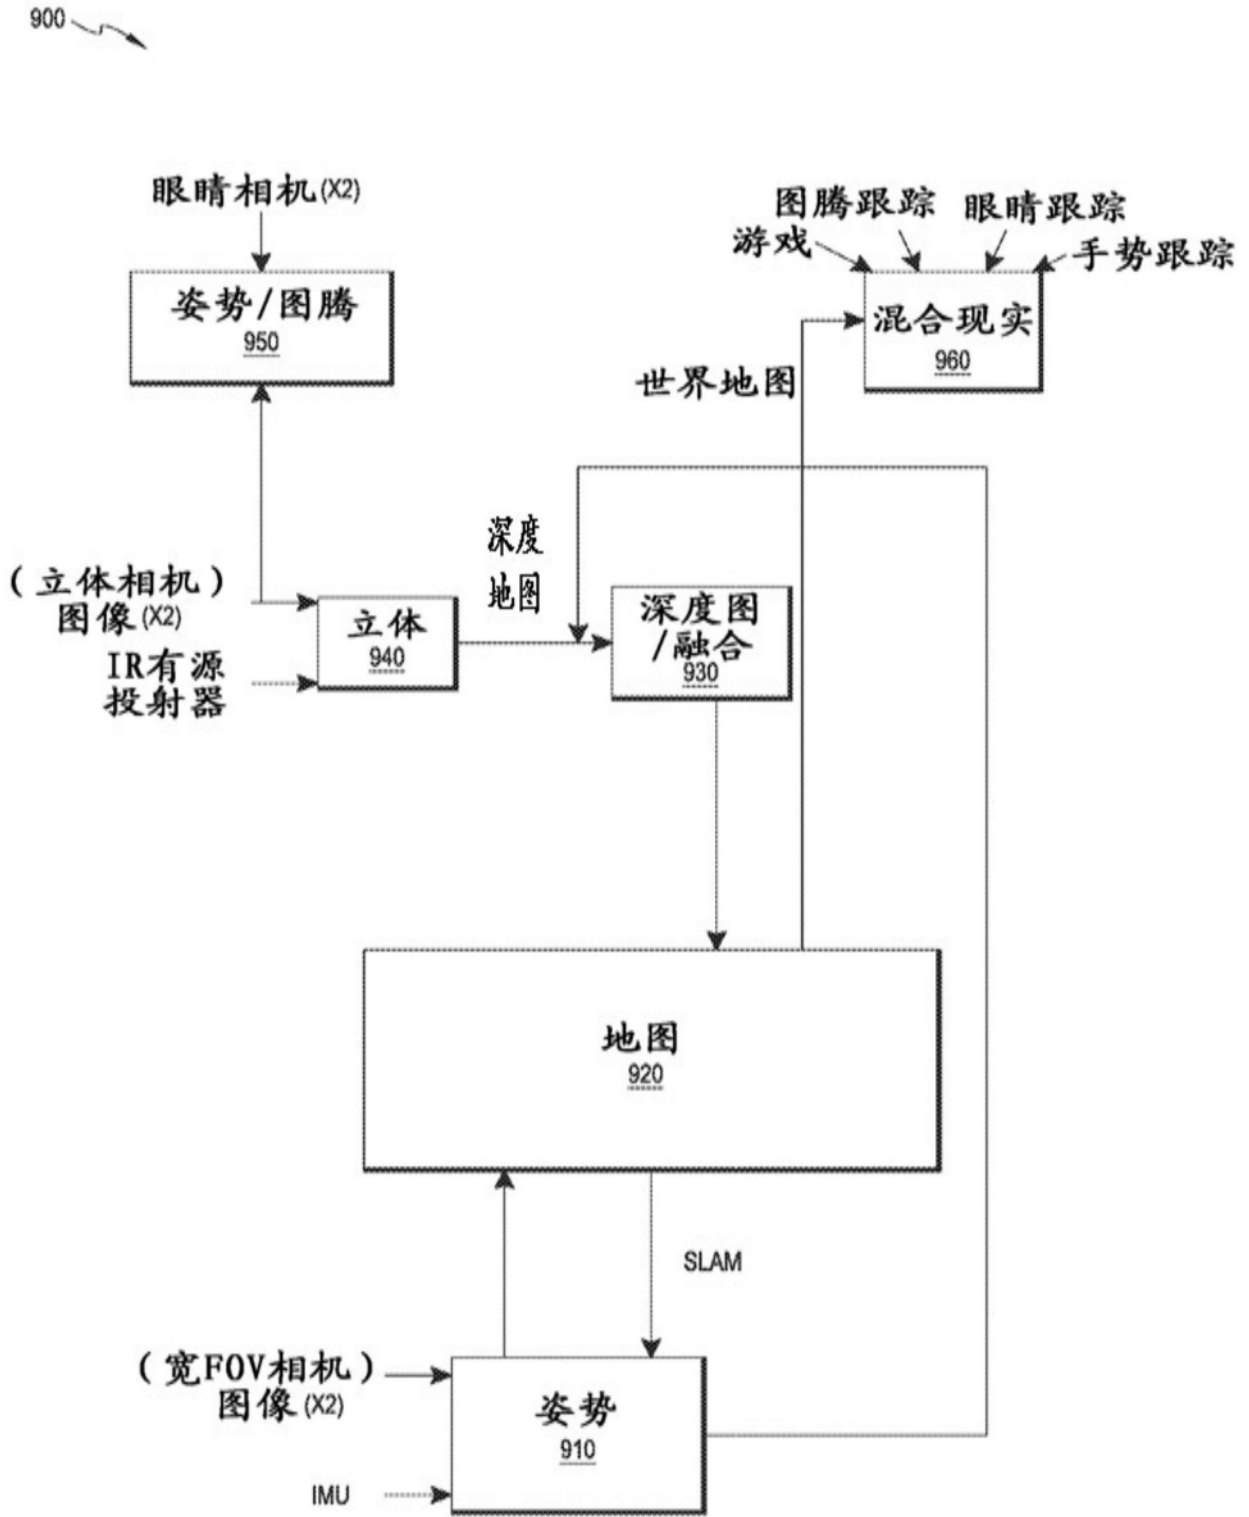 900
眼睛相机(X2)
姿势/图腾
950
图腾跟踪
眼睛跟踪
游戏
手势跟踪
混合现实
960
世界地图
深度
地图
(立体相机)
图像(X2)
IR有源
投射器
立体
940
深度图
/融合
930
地图
920
SLAM
(宽FOV相机)
图像(X2)
IMU
姿势
910